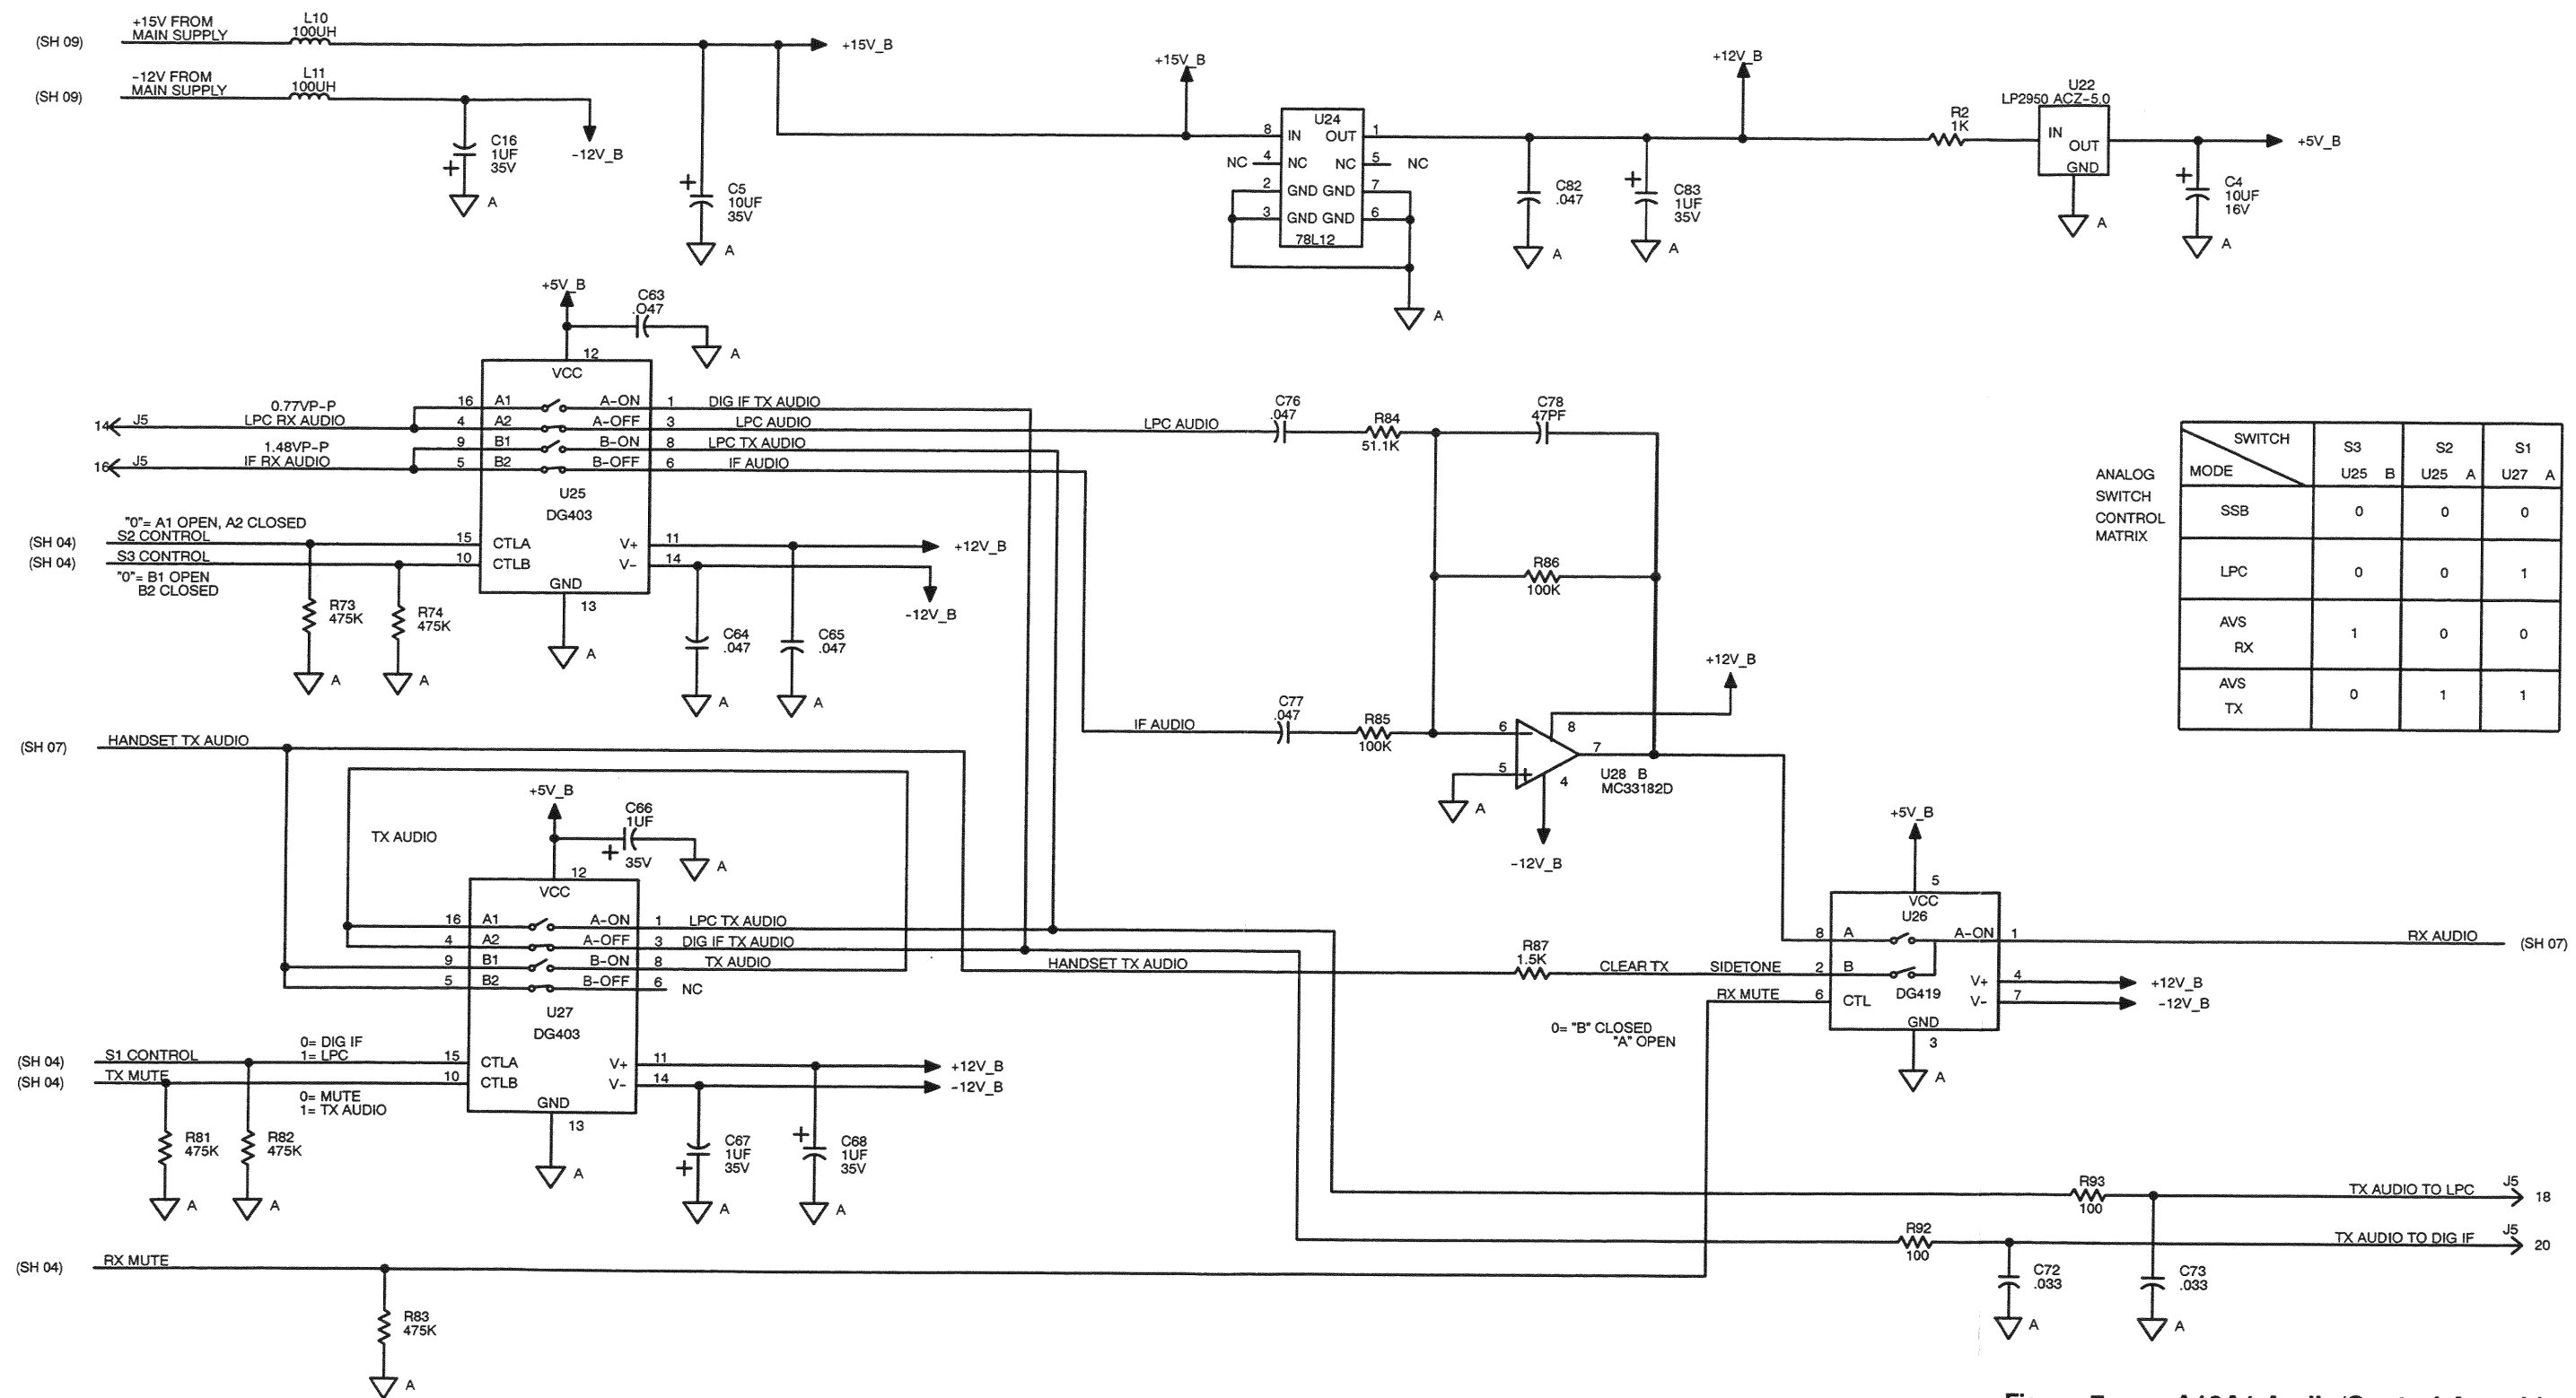 +15V FROM
MAIN SUPPLY
L10
100UH
(SH 09)
+15V_B
-12V FROM
MAIN SUPPLY
L11
100UH
(SH 09)
-12V_B
C16
1UF
35V
+
A
C5
10UF
35V
+
A
+15V_B
U24
8 IN OUT 1
NC 4 NC NC 5 NC
2 GND GND 7
3 GND GND 6
78L12
A
+12V_B
C82
.047
A
C83
1UF
35V
+
A
R2
1K
U22
LP2950 ACZ-5.0
IN
OUT
GND
A
C4
10UF
16V
+
A
+5V_B
+5V_B
C63
.047
A
12
VCC
0.77VP-P
14 J5 LPC RX AUDIO
1.48VP-P
16 J5 IF RX AUDIO
16 A1 A-ON 1 DIG IF TX AUDIO
4 A2 A-OFF 3 LPC AUDIO
9 B1 B-ON 8 LPC TX AUDIO
5 B2 B-OFF 6 IF AUDIO
U25
DG403
"0"= A1 OPEN, A2 CLOSED
(SH 04) S2 CONTROL 15 CTLA V+ 11 +12V_B
(SH 04) S3 CONTROL 10 CTLB V- 14 -12V_B
"0"= B1 OPEN
B2 CLOSED
GND
13
A
R73
475K
A
R74
475K
A
C64
.047
A
C65
.047
A
LPC AUDIO
C76
.047
R84
51.1K
C78
47PF
R86
100K
IF AUDIO
C77
.047
R85
100K
+12V_B
6 8
5 4 7
+
A
U28 B
MC33182D
-12V_B
ANALOG
SWITCH
CONTROL
MATRIX
SWITCH S3 S2 S1
MODE U25 B U25 A U27 A
SSB 0 0 0
LPC 0 0 1
AVS
RX 1 0 0
AVS
TX 0 1 1
(SH 07) HANDSET TX AUDIO
TX AUDIO
+5V_B
C66
1UF
35V
+
A
12
VCC
16 A1 A-ON 1 LPC TX AUDIO
4 A2 A-OFF 3 DIG IF TX AUDIO
9 B1 B-ON 8 TX AUDIO
5 B2 B-OFF 6 NC
U27
DG403
HANDSET TX AUDIO
0= DIG IF
1= LPC
(SH 04) S1 CONTROL 15 CTLA V+ 11 +12V_B
(SH 04) TX MUTE 10 CTLB V- 14 -12V_B
0= MUTE
1= TX AUDIO
GND
13
A
R81
475K
A
R82
475K
A
C67
1UF
35V
+
A
C68
1UF
35V
+
A
R87
1.5K
CLEAR TX SIDETONE
RX MUTE
0= "B" CLOSED
"A" OPEN
+5V_B
5
VCC
U26
8 A A-ON 1 RX AUDIO (SH 07)
2 B V+ 4 +12V_B
6 CTL DG419 V- 7 -12V_B
GND
3
A
R93
100
TX AUDIO TO LPC J5 18
R92
100
TX AUDIO TO DIG IF J5 20
C72
.033
A
C73
.033
A
(SH 04) RX MUTE
R83
475K
A